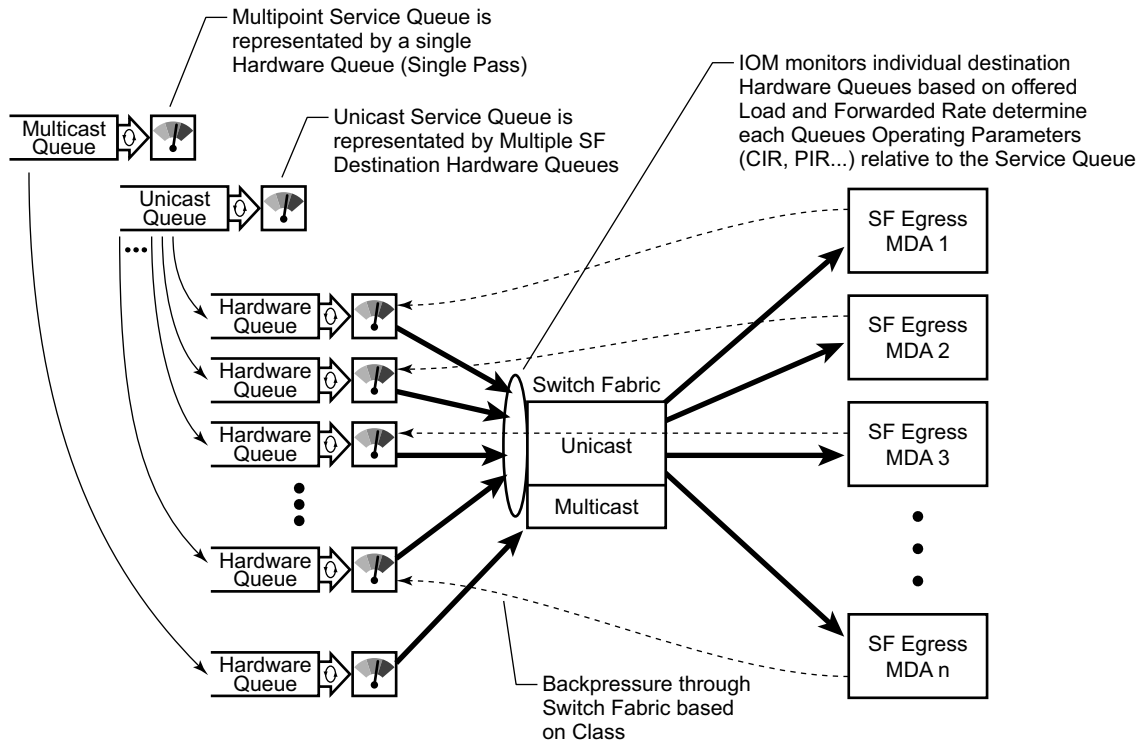 Multipoint Service Queue is
represented by a single
Hardware Queue (Single Pass)
IOM monitors individual destination
Hardware Queues based on offered
Load and Forwarded Rate determine
each Queues Operating Parameters
(CIR, PIR...) relative to the Service Queue
Unicast Service Queue is
represented by Multiple SF
Destination Hardware Queues
Multicast
Queue
Unicast
Queue
...
Hardware
Queue
Hardware
Queue
Hardware
Queue
Hardware
Queue
Hardware
Queue
Switch Fabric
Unicast
Multicast
SF Egress
MDA 1
SF Egress
MDA 2
SF Egress
MDA 3
SF Egress
MDA n
Backpressure through
Switch Fabric based
on Class